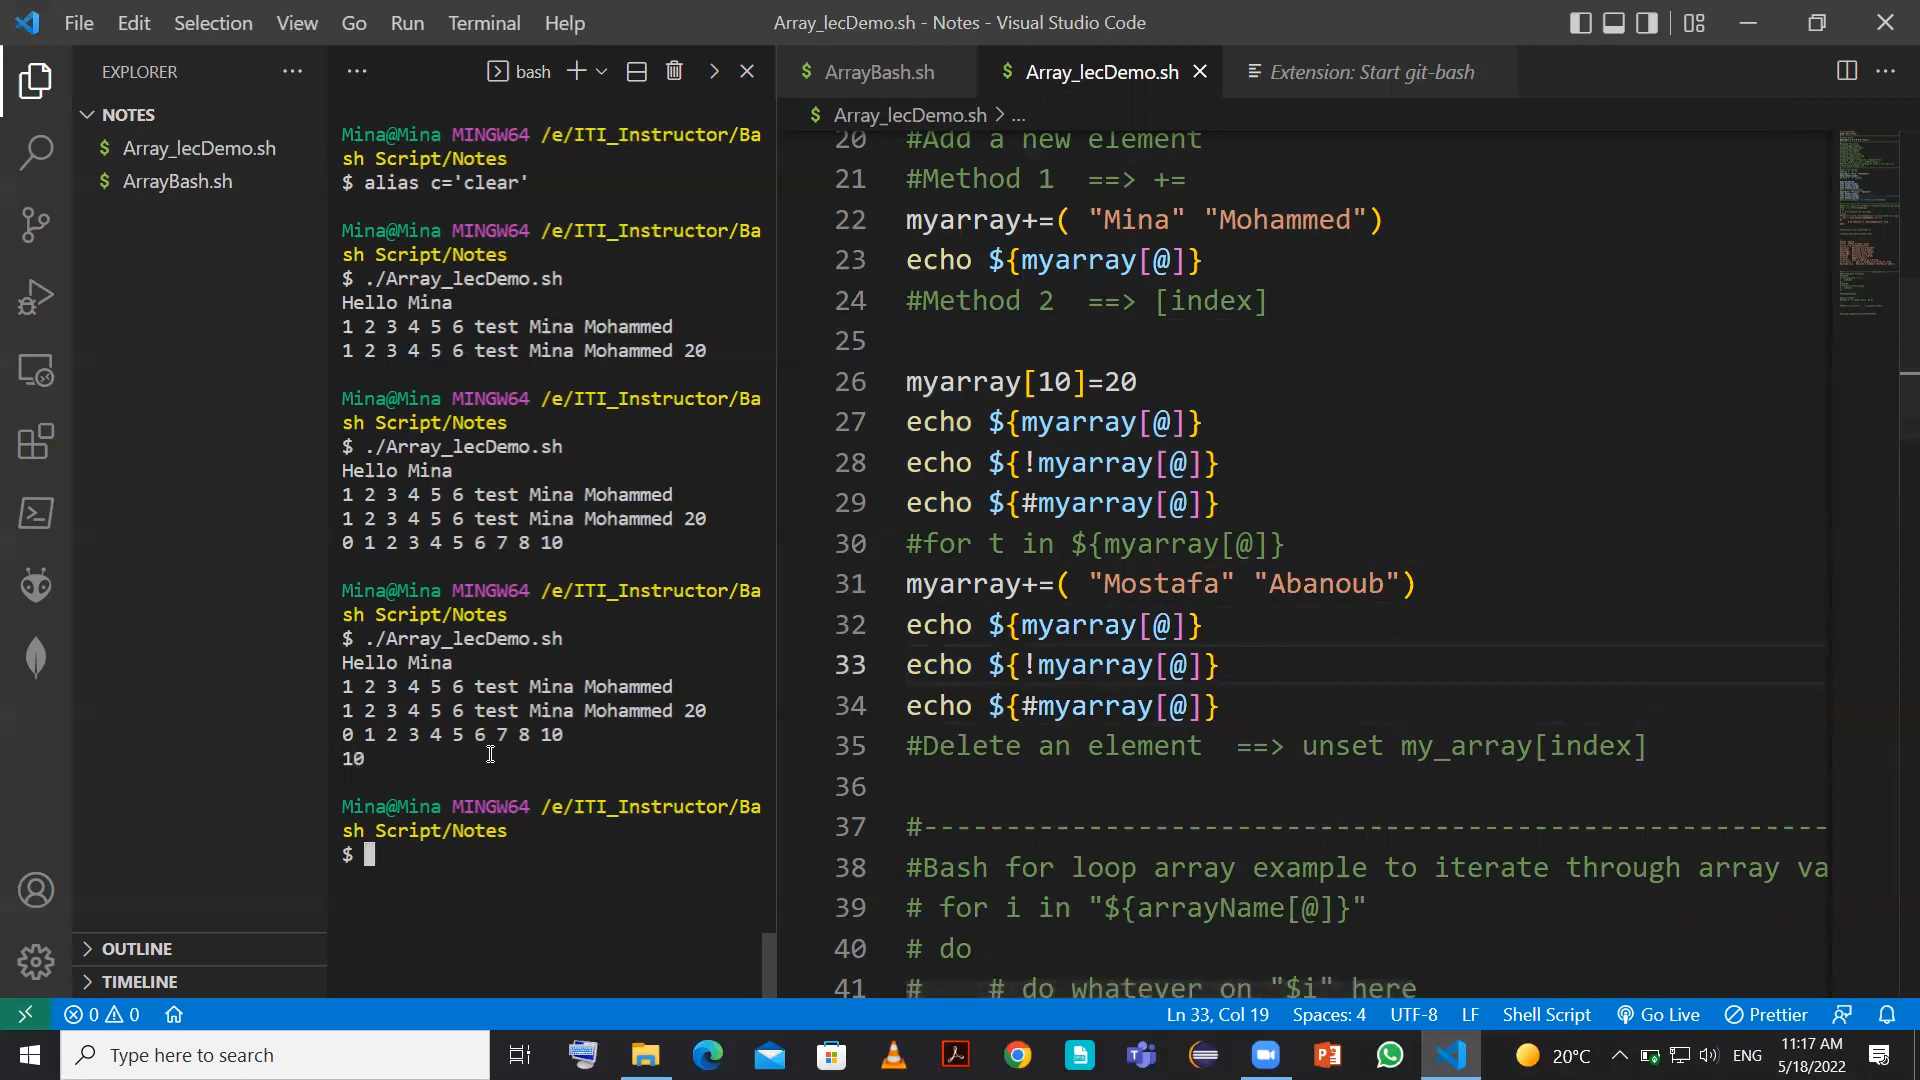 File Edit Selection View Go Run Terminal Help
Array_lecDemo.sh - Notes - Visual Studio Code
EXPLORER
NOTES
$ Array_lecDemo.sh
$ ArrayBash.sh
OUTLINE
TIMELINE
bash
Mina@Mina MINGW64 /e/ITI_Instructor/Ba
sh Script/Notes
$ alias c='clear'
Mina@Mina MINGW64 /e/ITI_Instructor/Ba
sh Script/Notes
$ ./Array_lecDemo.sh
Hello Mina
1 2 3 4 5 6 test Mina Mohammed
1 2 3 4 5 6 test Mina Mohammed 20
Mina@Mina MINGW64 /e/ITI_Instructor/Ba
sh Script/Notes
$ ./Array_lecDemo.sh
Hello Mina
1 2 3 4 5 6 test Mina Mohammed
1 2 3 4 5 6 test Mina Mohammed 20
0 1 2 3 4 5 6 7 8 10
Mina@Mina MINGW64 /e/ITI_Instructor/Ba
sh Script/Notes
$ ./Array_lecDemo.sh
Hello Mina
1 2 3 4 5 6 test Mina Mohammed
1 2 3 4 5 6 test Mina Mohammed 20
0 1 2 3 4 5 6 7 8 10
10
Mina@Mina MINGW64 /e/ITI_Instructor/Ba
sh Script/Notes
$
$ ArrayBash.sh $ Array_lecDemo.sh Extension: Start git-bash
$ Array_lecDemo.sh > ...
20 #Add a new element
21 #Method 1 ==> +=
22 myarray+=( "Mina" "Mohammed")
23 echo ${myarray[@]}
24 #Method 2 ==> [index]
25
26 myarray[10]=20
27 echo ${myarray[@]}
28 echo ${!myarray[@]}
29 echo ${#myarray[@]}
30 #for t in ${myarray[@]}
31 myarray+=( "Mostafa" "Abanoub")
32 echo ${myarray[@]}
33 echo ${!myarray[@]}
34 echo ${#myarray[@]}
35 #Delete an element ==> unset my_array[index]
36
37 #-------------------------------------------------------
38 #Bash for loop array example to iterate through array va
39 # for i in "${arrayName[@]}"
40 # do
41 # # do whatever on "$i" here
0 0
Ln 33, Col 19 Spaces: 4 UTF-8 LF Shell Script Go Live Prettier
Type here to search
20°C ENG
11:17 AM
5/18/2022